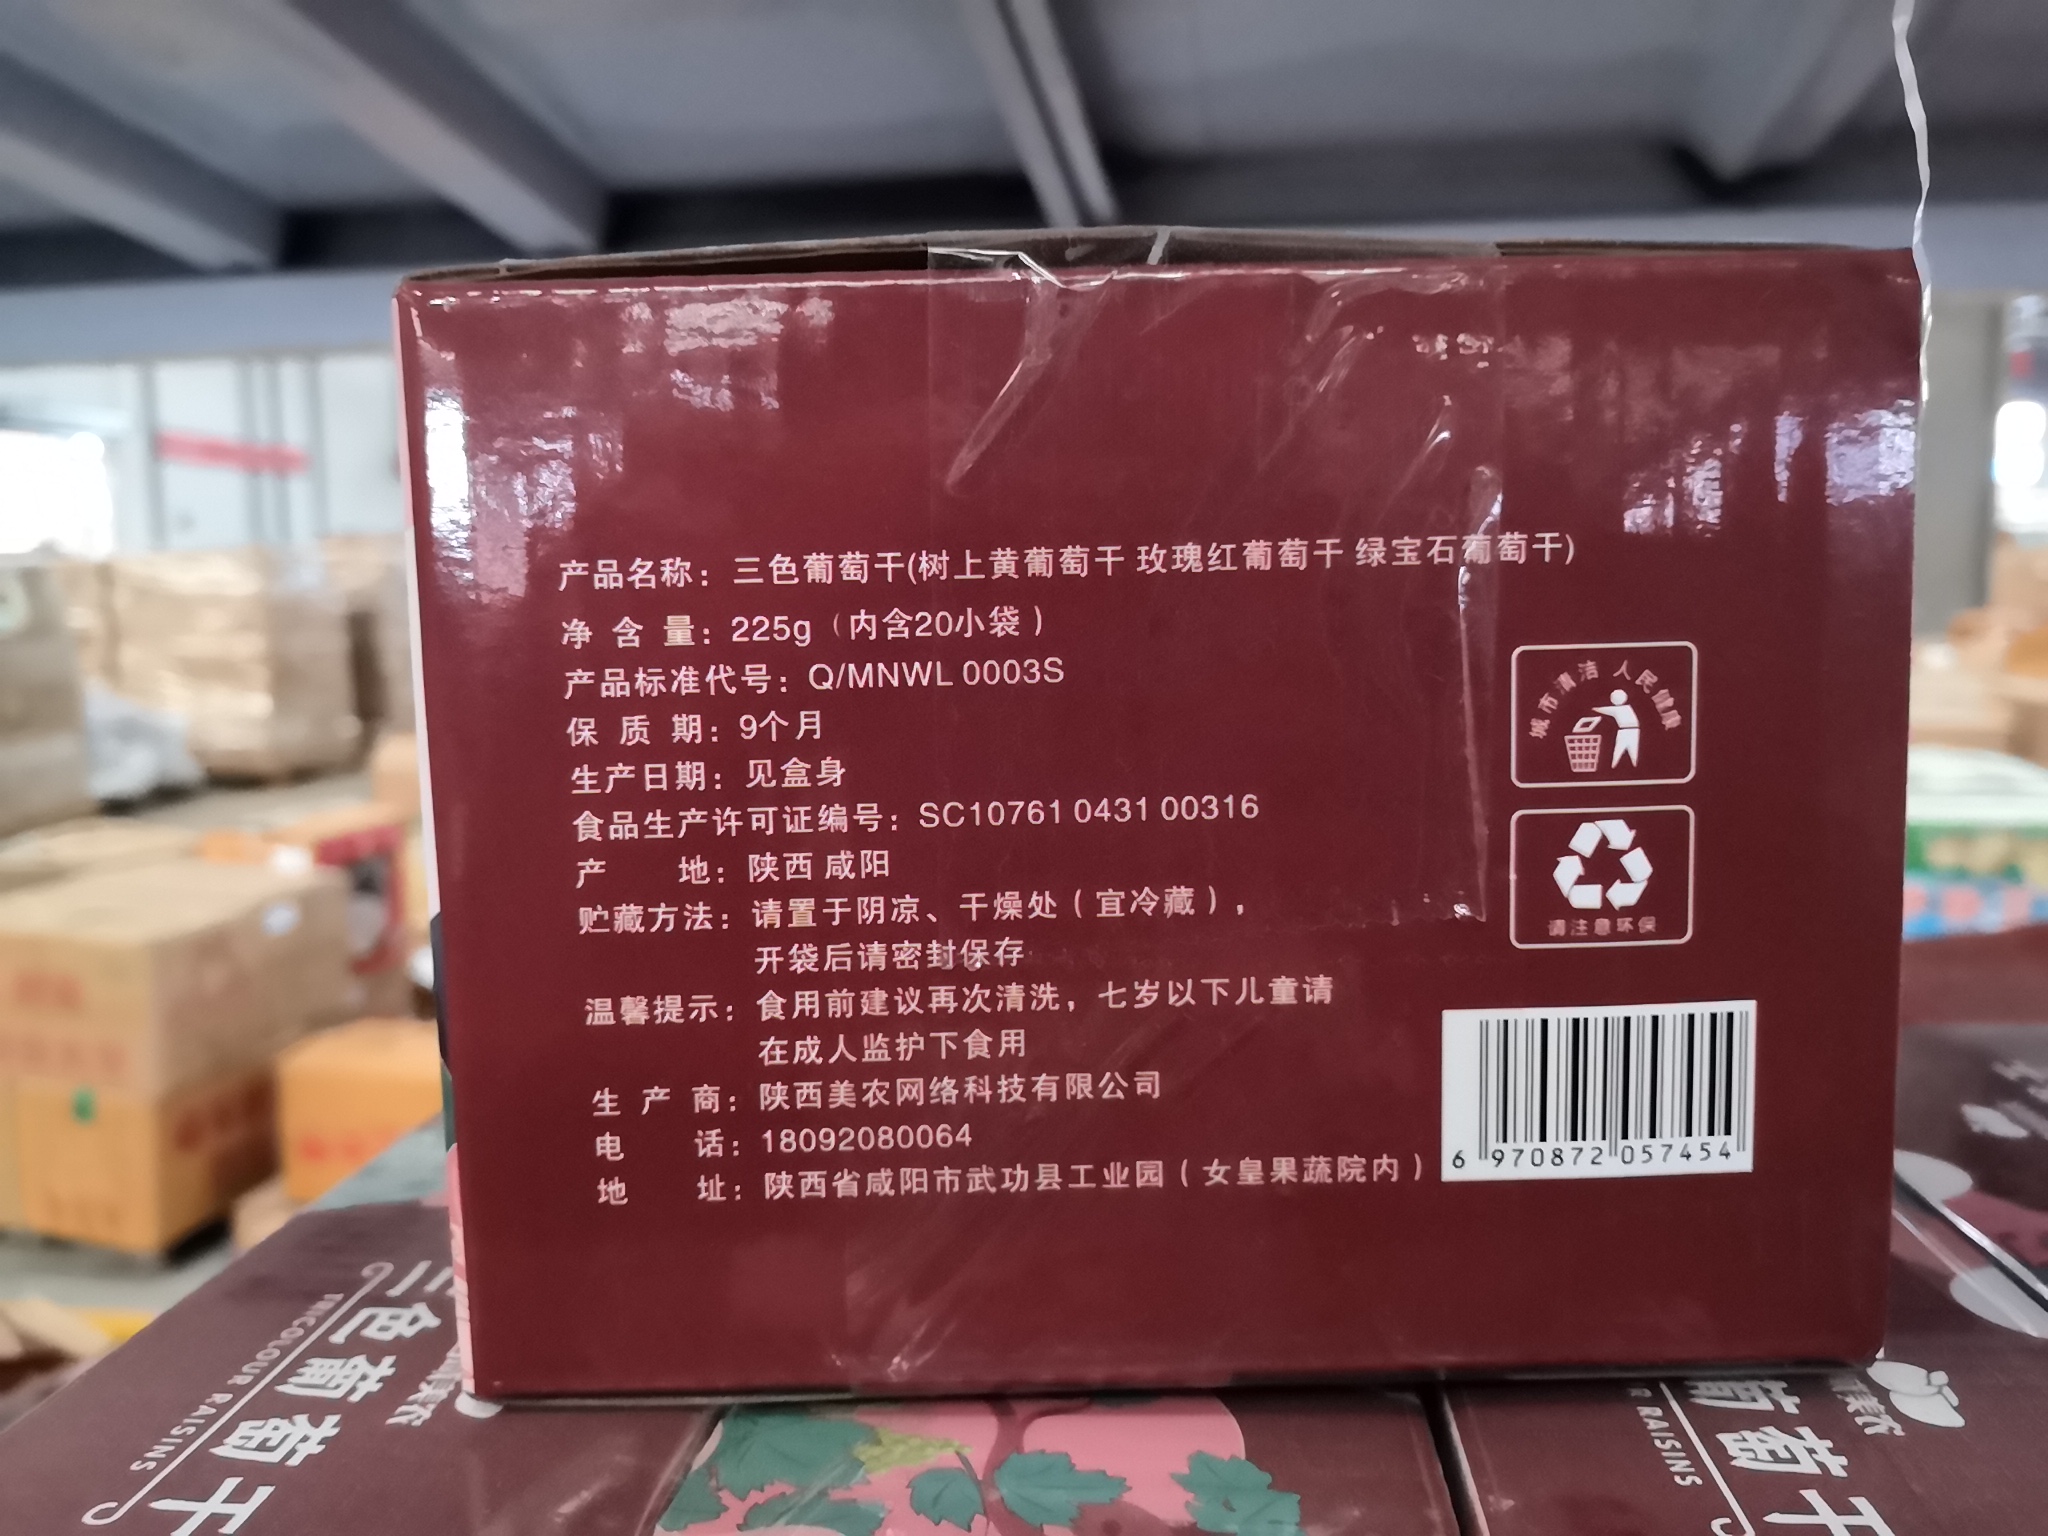 产品名称：三色葡萄干(树上黄葡萄干 玫瑰红葡萄干 绿宝石葡萄干)
净 含 量：225g（内含20小袋）
产品标准代号：Q/MNWL 0003S
保 质 期：9个月
生产日期：见盒身
食品生产许可证编号：SC10761 0431 00316
产 地：陕西 咸阳
贮藏方法：请置于阴凉、干燥处（宜冷藏），
开袋后请密封保存
温馨提示：食用前建议再次清洗，七岁以下儿童请
在成人监护下食用
生 产 商：陕西美农网络科技有限公司
电 话：18092080064
地 址：陕西省咸阳市武功县工业园（女皇果蔬院内）
城市清洁 人民健康
请注意环保
6 970872 057454
三色葡萄干
TRICOLOUR RAISINS
葡萄干
R RAISINS